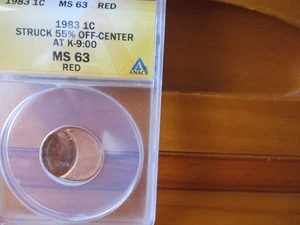 1983 1C MS 63 RED
1983 1C
STRUCK 55% OFF-CENTER
AT K-9:00
MS 63
RED
ANACS